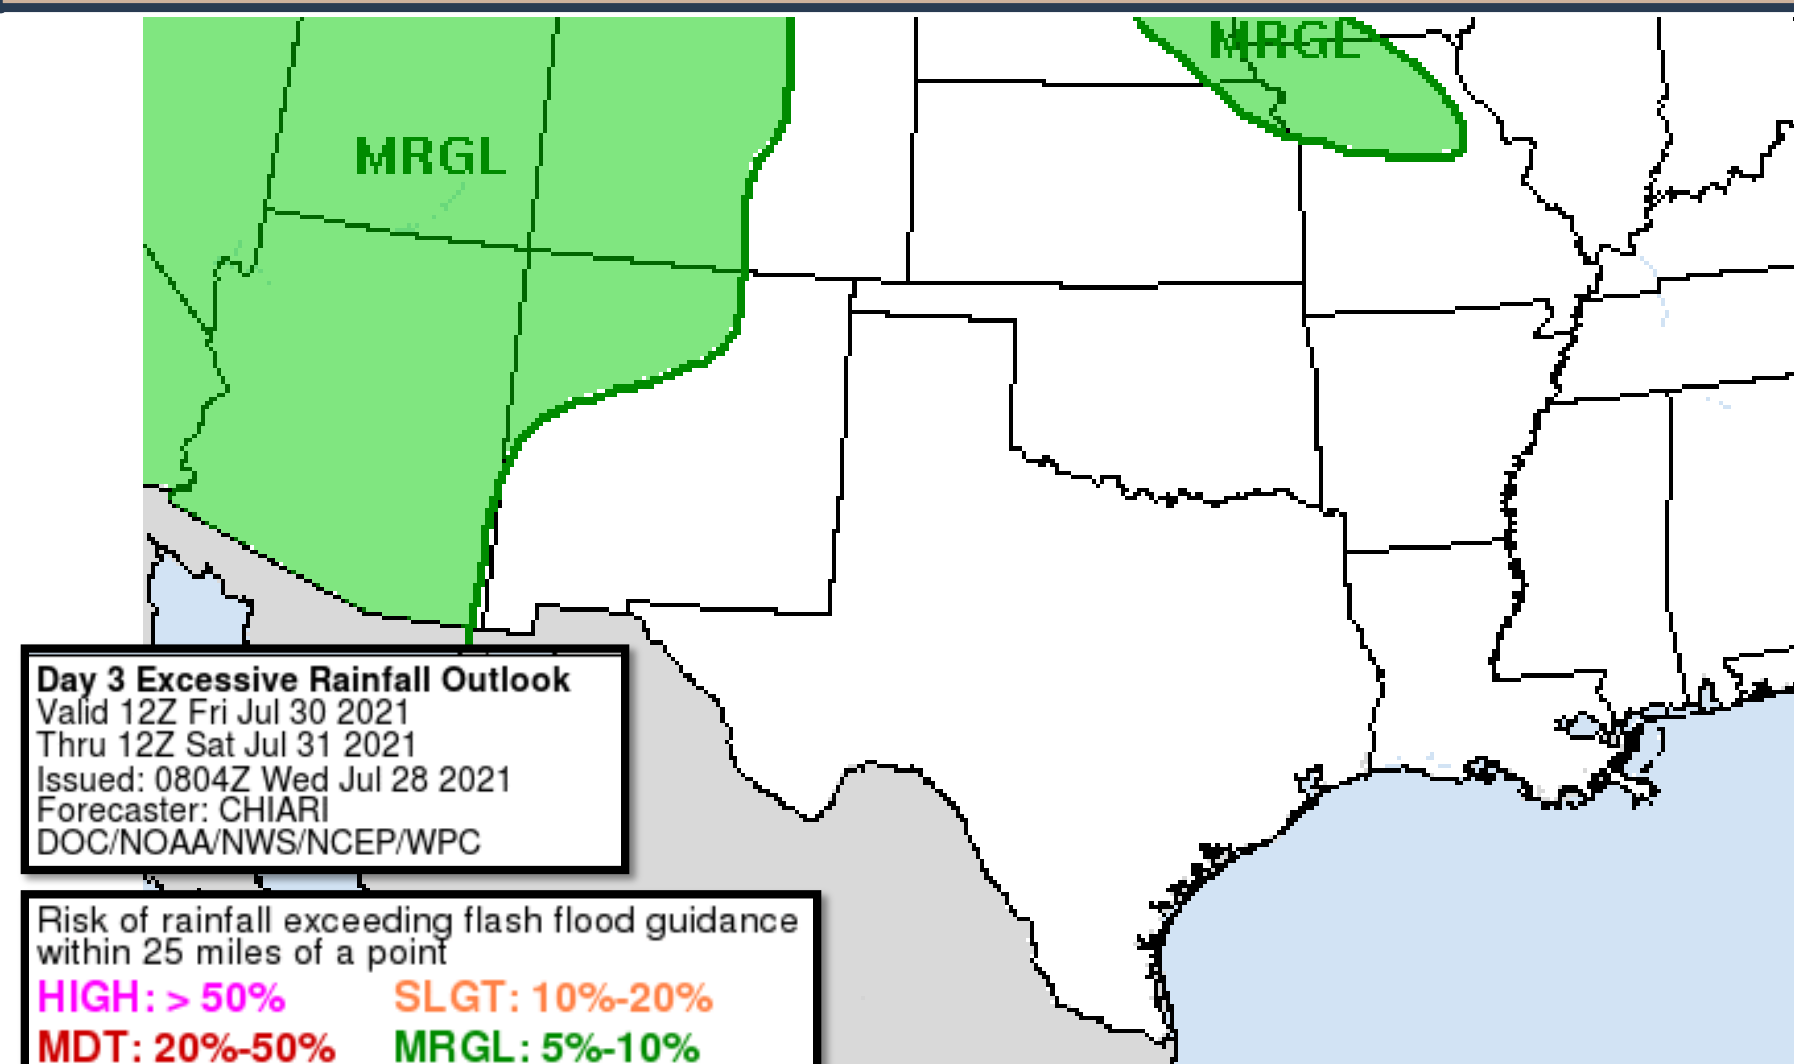 MRGL
MRGL
Day 3 Excessive Rainfall Outlook
Valid 12Z Fri Jul 30 2021
Thru 12Z Sat Jul 31 2021
Issued: 0804Z Wed Jul 28 2021
Forecaster: CHIARI
DOC/NOAA/NWS/NCEP/WPC
Risk of rainfall exceeding flash flood guidance
within 25 miles of a point
HIGH: > 50% SLGT: 10%-20%
MDT: 20%-50% MRGL: 5%-10%